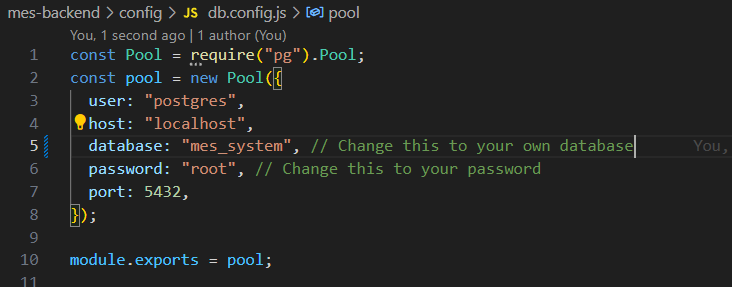 mes-backend > config > JS db.config.js > pool
You, 1 second ago | 1 author (You)
1 const Pool = require("pg").Pool;
2 const pool = new Pool({
3 user: "postgres",
4 host: "localhost",
5 database: "mes_system", // Change this to your own database You,
6 password: "root", // Change this to your password
7 port: 5432,
8 });
9
10 module.exports = pool;
11